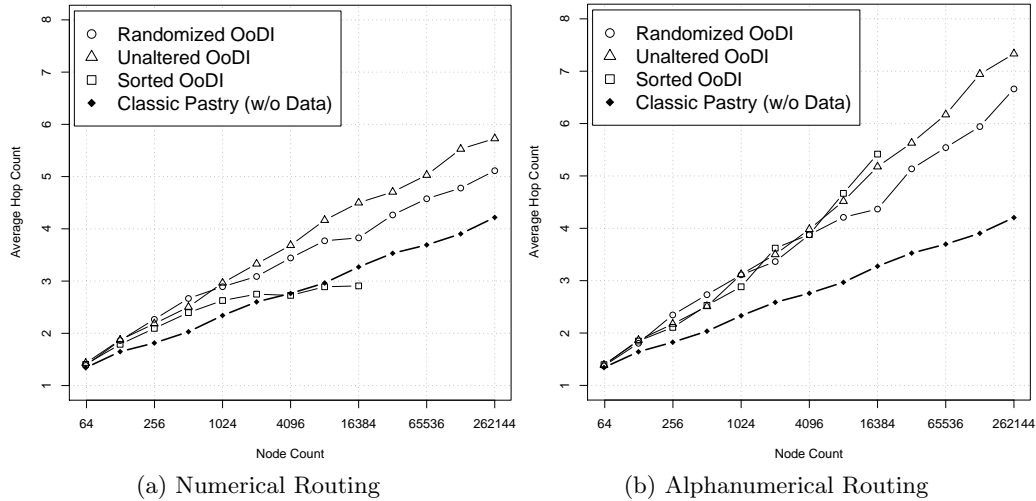 Randomized OoDI
Unaltered OoDI
Sorted OoDI
Classic Pastry (w/o Data)
Average Hop Count
8
7
6
5
4
3
2
1
64 256 1024 4096 16384 65536 262144
Node Count
(a) Numerical Routing
Randomized OoDI
Unaltered OoDI
Sorted OoDI
Classic Pastry (w/o Data)
Average Hop Count
8
7
6
5
4
3
2
1
64 256 1024 4096 16384 65536 262144
Node Count
(b) Alphanumerical Routing